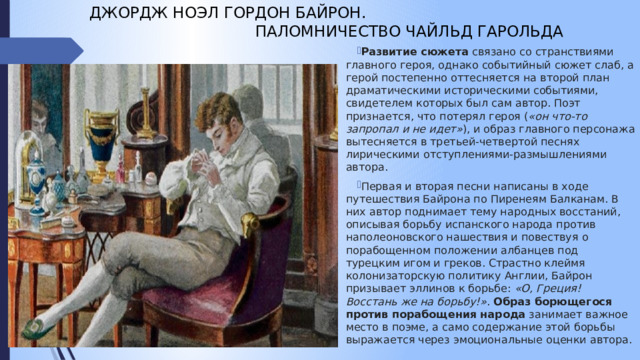 ДЖОРДЖ НОЭЛ ГОРДОН БАЙРОН.
ПАЛОМНИЧЕСТВО ЧАЙЛЬД ГАРОЛЬДА
Развитие сюжета связано со странствиями
главного героя, однако событийный сюжет слаб, а
герой постепенно оттесняется на второй план
драматическими историческими событиями,
свидетелем которых был сам автор. Поэт
признается, что потерял героя («он что-то
запропал и не идет»), и образ главного персонажа
вытесняется в третьей-четвертой песнях
лирическими отступлениями-размышлениями
автора.
Первая и вторая песни написаны в ходе
путешествия Байрона по Пиренеям Балканам. В
них автор поднимает тему народных восстаний,
описывая борьбу испанского народа против
наполеоновского нашествия и повествуя о
порабощенном положении албанцев под
турецким игом и греков. Страстно клеймя
колонизаторскую политику Англии, Байрон
призывает эллинов к борьбе: «О, Греция!
Восстань же на борьбу!». Образ борющегося
против порабощения народа занимает важное
место в поэме, а само содержание этой борьбы
выражается через эмоциональные оценки автора.